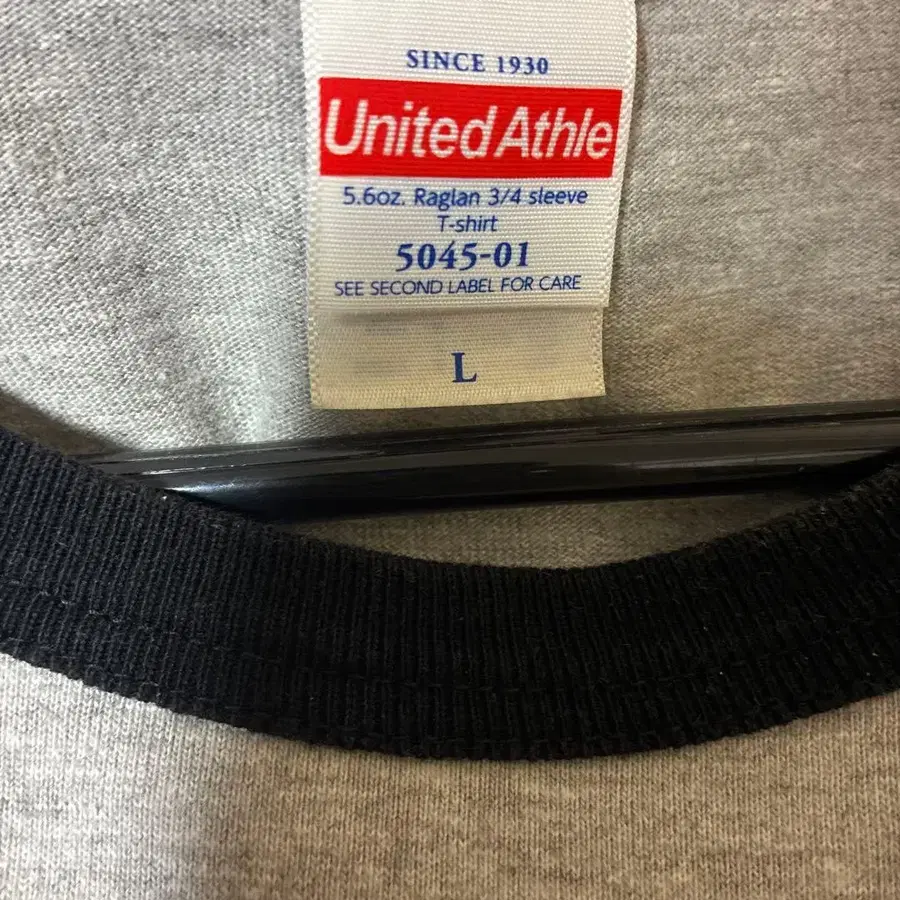 SINCE 1930
United Athle
5.6oz. Raglan 3/4 sleeve
T-shirt
5045-01
SEE SECOND LABEL FOR CARE
L